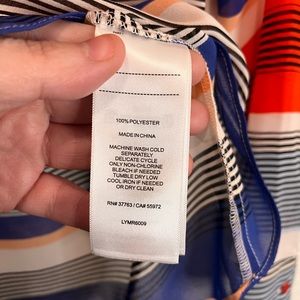 100% POLYESTER
MADE IN CHINA
MACHINE WASH COLD
SEPARATELY
DELICATE CYCLE
ONLY NON-CHLORINE
BLEACH IF NEEDED
TUMBLE DRY LOW
COOL IRON IF NEEDED
OR DRY CLEAN
RN# 37763 / CA# 55972
LYMR6009